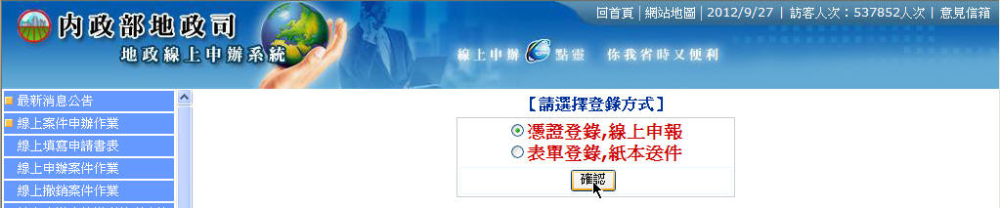 回首頁 | 網站地圖 | 2012/9/27 | 訪客人次：537852人次 | 意見信箱
內政部地政司
地政線上申辦系統
線上申辦 e 點靈 你我省時又便利
最新消息公告
線上案件申辦作業
線上填寫申請書表
線上申辦案件作業
線上撤銷案件作業
【請選擇登錄方式】
憑證登錄,線上申報
表單登錄,紙本送件
確認